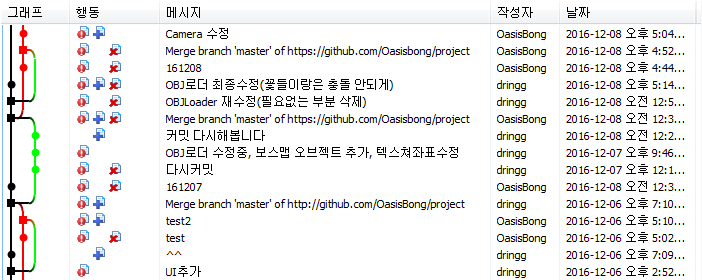 그래프 행동 메시지 작성자 날짜
Camera 수정 OasisBong 2016-12-08 오후 5:04...
Merge branch 'master' of https://github.com/Oasisbong/project OasisBong 2016-12-08 오후 4:52...
161208 OasisBong 2016-12-08 오후 4:44...
OBJ로더 최종수정(꽃들이랑은 충돌 안되게) dringg 2016-12-08 오후 5:14...
OBJLoader 재수정(필요없는 부분 삭제) dringg 2016-12-08 오전 12:5...
Merge branch 'master' of https://github.com/Oasisbong/project OasisBong 2016-12-08 오전 12:3...
커밋 다시해봅니다 dringg 2016-12-08 오전 12:2...
OBJ로더 수정중, 보스맵 오브젝트 추가, 텍스쳐좌표수정 dringg 2016-12-07 오후 9:46...
다시커밋 dringg 2016-12-07 오후 12:1...
161207 OasisBong 2016-12-08 오전 12:3...
Merge branch 'master' of http://github.com/OasisBong/project dringg 2016-12-06 오후 7:10...
test2 OasisBong 2016-12-06 오후 5:10...
test OasisBong 2016-12-06 오후 5:02...
^^ dringg 2016-12-06 오후 7:09...
UI추가 dringg 2016-12-06 오후 2:52...